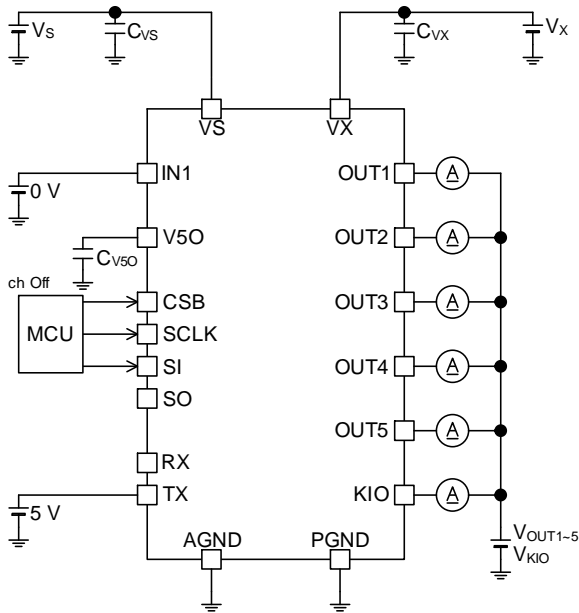 VS
CVS
CVX
VX
VS
VX
IN1
OUT1
0 V
A
V5O
OUT2
A
CV5O
ch Off
CSB
OUT3
A
MCU
SCLK
SI
OUT4
A
SO
OUT5
A
RX
TX
KIO
A
5 V
AGND
PGND
VOUT1~5
VKIO